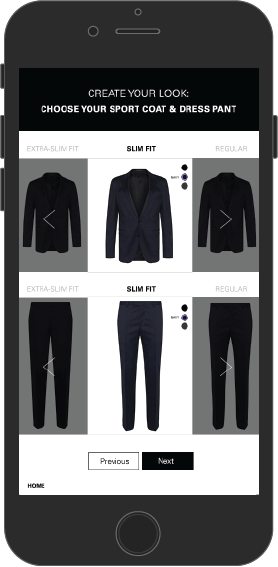 CREATE YOUR LOOK:
CHOOSE YOUR SPORT COAT & DRESS PANT
EXTRA-SLIM FIT SLIM FIT REGULAR
NAVY
EXTRA-SLIM FIT SLIM FIT REGULAR
NAVY
Previous Next
HOME